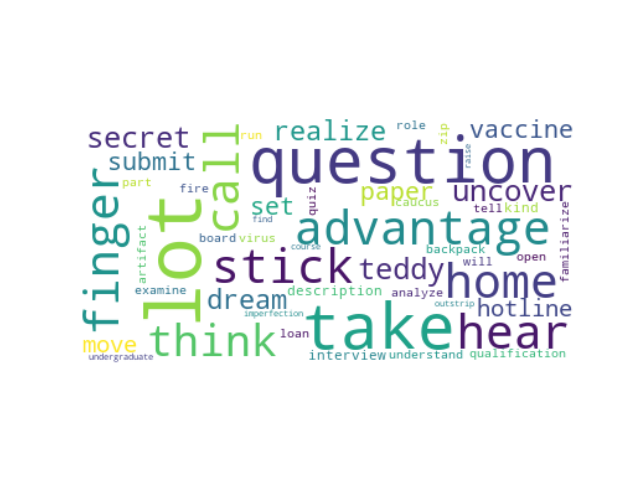 secret
submit
part
fire
finger
lot
call
run
realize
role
zip
raise
vaccine
question
quiz
paper
caucus
uncover
tell
kind
familiarize
set
find
advantage
artifact
board
virus
course
backpack
will
open
stick
teddy
home
examine
dream
description
analyze
outstrip
hotline
imperfection
take
hear
move
think
loan
undergraduate
interview
understand
qualification